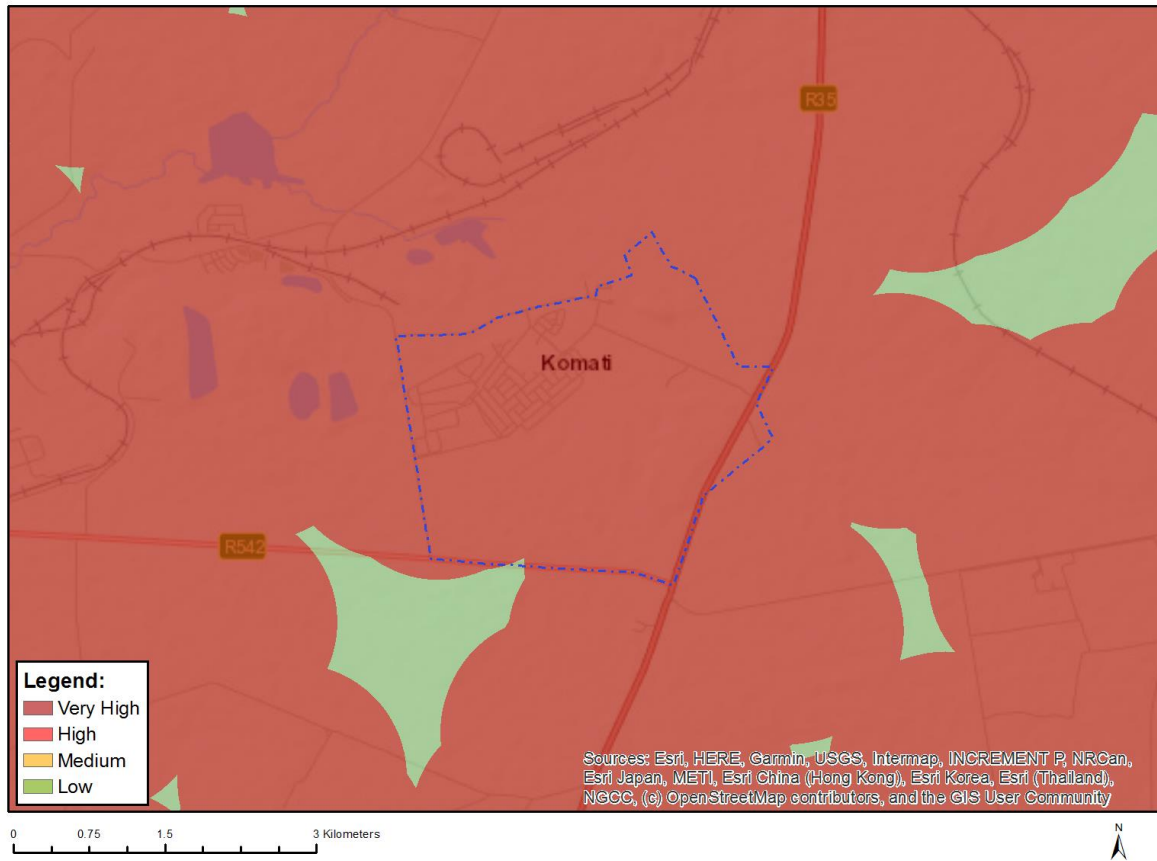 R35
Komati
R542
Legend:
Very High
High
Medium
Low
Sources: Esri, HERE, Garmin, USGS, Intermap, INCREMENT P, NRCan,
Esri Japan, METI, Esri China (Hong Kong), Esri Korea, Esri (Thailand),
NGCC, (c) OpenStreetMap contributors, and the GIS User Community
0 0.75 1.5 3 Kilometers
N